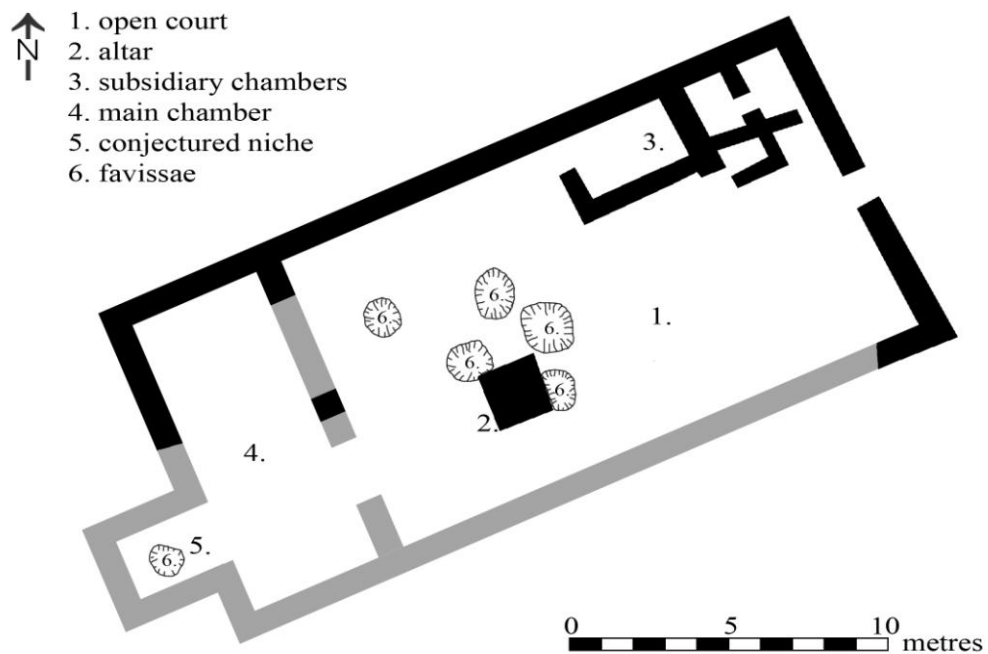 1. open court
2. altar
3. subsidiary chambers
4. main chamber
5. conjectured niche
6. favissae
N
3.
6.
6.
6.
1.
6.
6.
2.
4.
5.
6.
0 5 10 metres